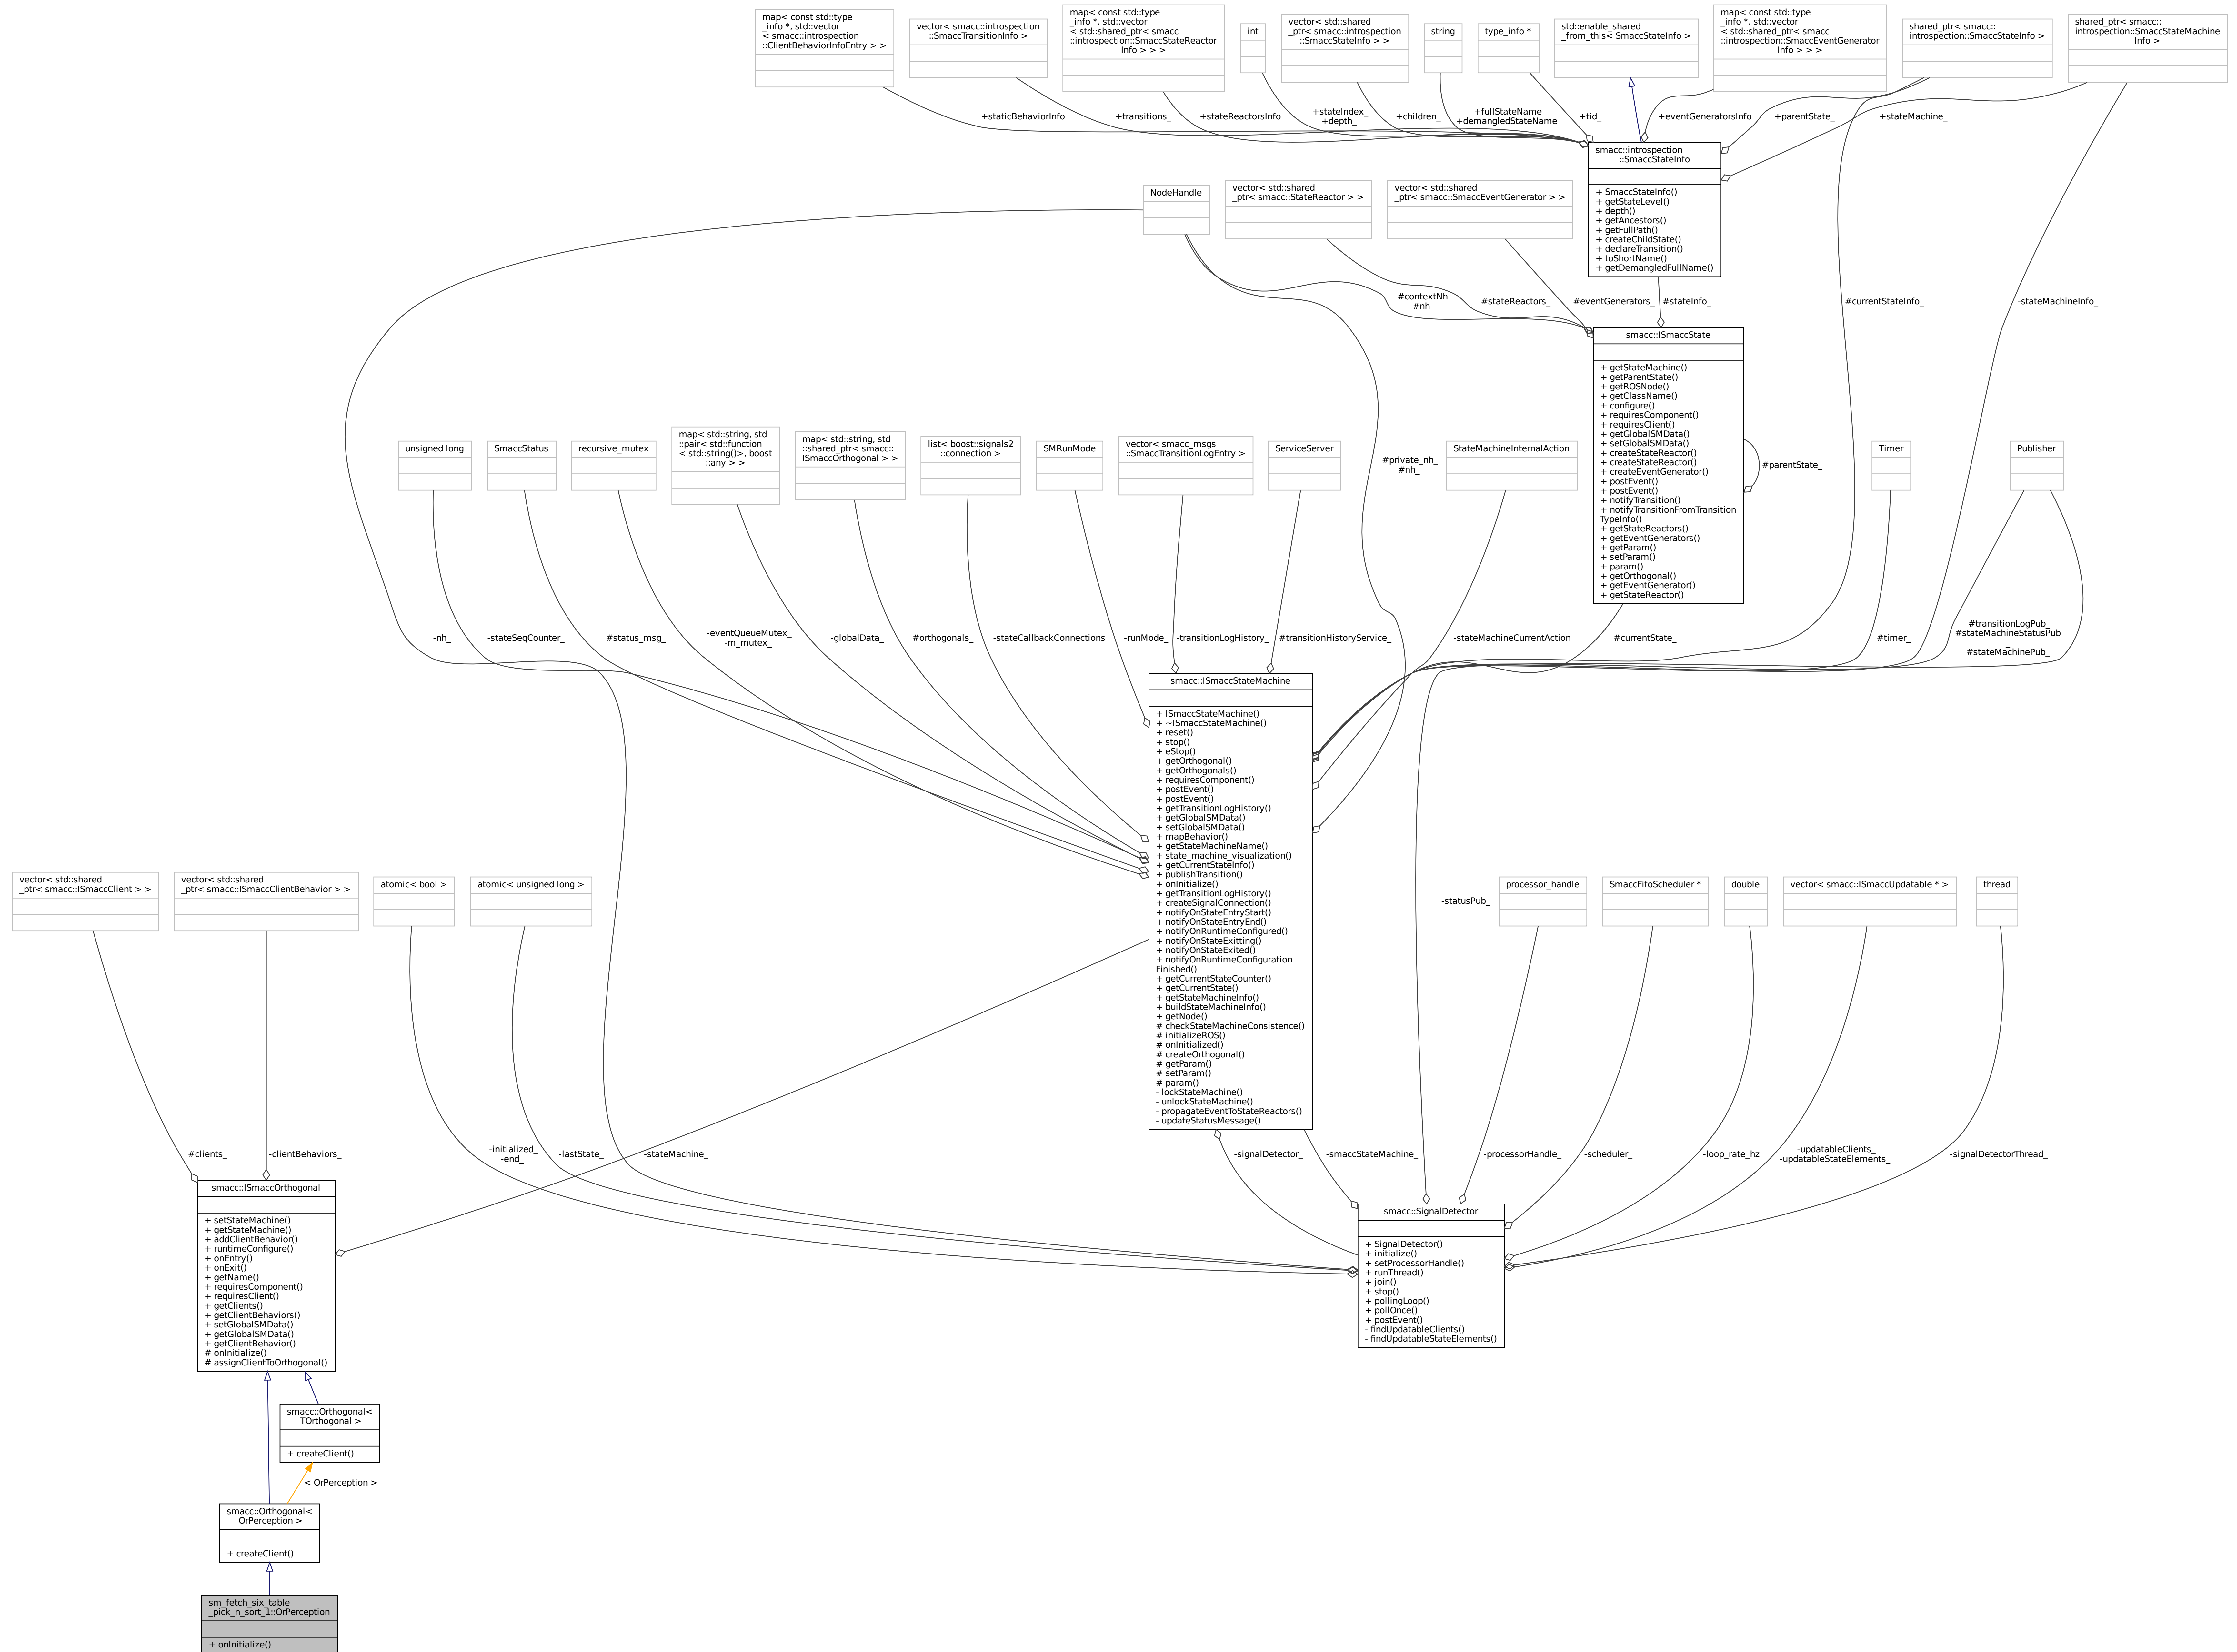 map< const std::type
_info *, std::vector
< smacc::introspection
::ClientBehaviorInfoEntry > >
vector< smacc::introspection
::SmaccTransitionInfo >
map< const std::type
_info *, std::vector
< std::shared_ptr< smacc
::introspection::SmaccStateReactor
Info > > >
int
vector< std::shared
_ptr< smacc::introspection
::SmaccStateInfo > >
string
type_info *
std::enable_shared
_from_this< SmaccStateInfo >
map< const std::type
_info *, std::vector
< std::shared_ptr< smacc
::introspection::SmaccEventGenerator
Info > > >
shared_ptr< smacc::
introspection::SmaccStateInfo >
shared_ptr< smacc::
introspection::SmaccStateMachine
Info >
+staticBehaviorInfo
+transitions_
+stateReactorsInfo
+stateIndex_
+depth_
+children_
+fullStateName
+demangledStateName
+tid_
+eventGeneratorsInfo
+parentState_
+stateMachine_
smacc::introspection
::SmaccStateInfo
+ SmaccStateInfo()
+ getStateLevel()
+ depth()
+ getAncestors()
+ getFullPath()
+ createChildState()
+ declareTransition()
+ toShortName()
+ getDemangledFullName()
NodeHandle
vector< std::shared
_ptr< smacc::StateReactor > >
vector< std::shared
_ptr< smacc::SmaccEventGenerator > >
#contextNh
#nh
#stateReactors_
#eventGenerators_
#stateInfo_
#currentStateInfo_
-stateMachineInfo_
smacc::ISmaccState
+ getStateMachine()
+ getParentState()
+ getROSNode()
+ getClassName()
+ configure()
+ requiresComponent()
+ requiresClient()
+ getGlobalSMData()
+ setGlobalSMData()
+ createStateReactor()
+ createStateReactor()
+ createEventGenerator()
+ postEvent()
+ postEvent()
+ notifyTransition()
+ notifyTransitionFromTransition
TypeInfo()
+ getStateReactors()
+ getEventGenerators()
+ getParam()
+ setParam()
+ param()
+ getOrthogonal()
+ getEventGenerator()
+ getStateReactor()
#parentState_
unsigned long
SmaccStatus
recursive_mutex
map< std::string, std
::pair< std::function
< std::string()>, boost
::any > >
map< std::string, std
::shared_ptr< smacc::
ISmaccOrthogonal > >
list< boost::signals2
::connection >
SMRunMode
vector< smacc_msgs
::SmaccTransitionLogEntry >
ServiceServer
#private_nh_
#nh_
StateMachineInternalAction
Timer
Publisher
-nh_
-stateSeqCounter_
#status_msg_
-eventQueueMutex_
-m_mutex_
-globalData_
#orthogonals_
-stateCallbackConnections
-runMode_
-transitionLogHistory_
#transitionHistoryService_
-stateMachineCurrentAction
#currentState_
#timer_
#transitionLogPub_
#stateMachineStatusPub
_
#stateMachinePub_
smacc::ISmaccStateMachine
+ ISmaccStateMachine()
+ ~ISmaccStateMachine()
+ reset()
+ stop()
+ eStop()
+ getOrthogonal()
+ getOrthogonals()
+ requiresComponent()
+ postEvent()
+ postEvent()
+ getTransitionLogHistory()
+ getGlobalSMData()
+ setGlobalSMData()
+ mapBehavior()
+ getStateMachineName()
+ state_machine_visualization()
+ getCurrentStateInfo()
+ publishTransition()
+ onInitialize()
+ getTransitionLogHistory()
+ createSignalConnection()
+ notifyOnStateEntryStart()
+ notifyOnStateEntryEnd()
+ notifyOnRuntimeConfigured()
+ notifyOnStateExitting()
+ notifyOnStateExited()
+ notifyOnRuntimeConfiguration
Finished()
+ getCurrentStateCounter()
+ getCurrentState()
+ getStateMachineInfo()
+ buildStateMachineInfo()
+ getNode()
# checkStateMachineConsistence()
# initializeROS()
# onInitialized()
# createOrthogonal()
# getParam()
# setParam()
# param()
- lockStateMachine()
- unlockStateMachine()
- propagateEventToStateReactors()
- updateStatusMessage()
vector< std::shared
_ptr< smacc::ISmaccClient > >
vector< std::shared
_ptr< smacc::ISmaccClientBehavior > >
atomic< bool >
atomic< unsigned long >
-statusPub_
processor_handle
SmaccFifoScheduler *
double
vector< smacc::ISmaccUpdatable * >
thread
#clients_
-clientBehaviors_
-initialized_
-end_
-lastState_
-stateMachine_
-signalDetector_
-smaccStateMachine_
-processorHandle_
-scheduler_
-loop_rate_hz
-updatableClients_
-updatableStateElements_
-signalDetectorThread_
smacc::ISmaccOrthogonal
+ setStateMachine()
+ getStateMachine()
+ addClientBehavior()
+ runtimeConfigure()
+ onEntry()
+ onExit()
+ getName()
+ requiresComponent()
+ requiresClient()
+ getClients()
+ getClientBehaviors()
+ setGlobalSMData()
+ getGlobalSMData()
+ getClientBehavior()
# onInitialize()
# assignClientToOrthogonal()
smacc::SignalDetector
+ SignalDetector()
+ initialize()
+ setProcessorHandle()
+ runThread()
+ join()
+ stop()
+ pollingLoop()
+ pollOnce()
+ postEvent()
- findUpdatableClients()
- findUpdatableStateElements()
smacc::Orthogonal<
TOrthogonal >
+ createClient()
< OrPerception >
smacc::Orthogonal<
OrPerception >
+ createClient()
sm_fetch_six_table
_pick_n_sort_1::OrPerception
+ onInitialize()